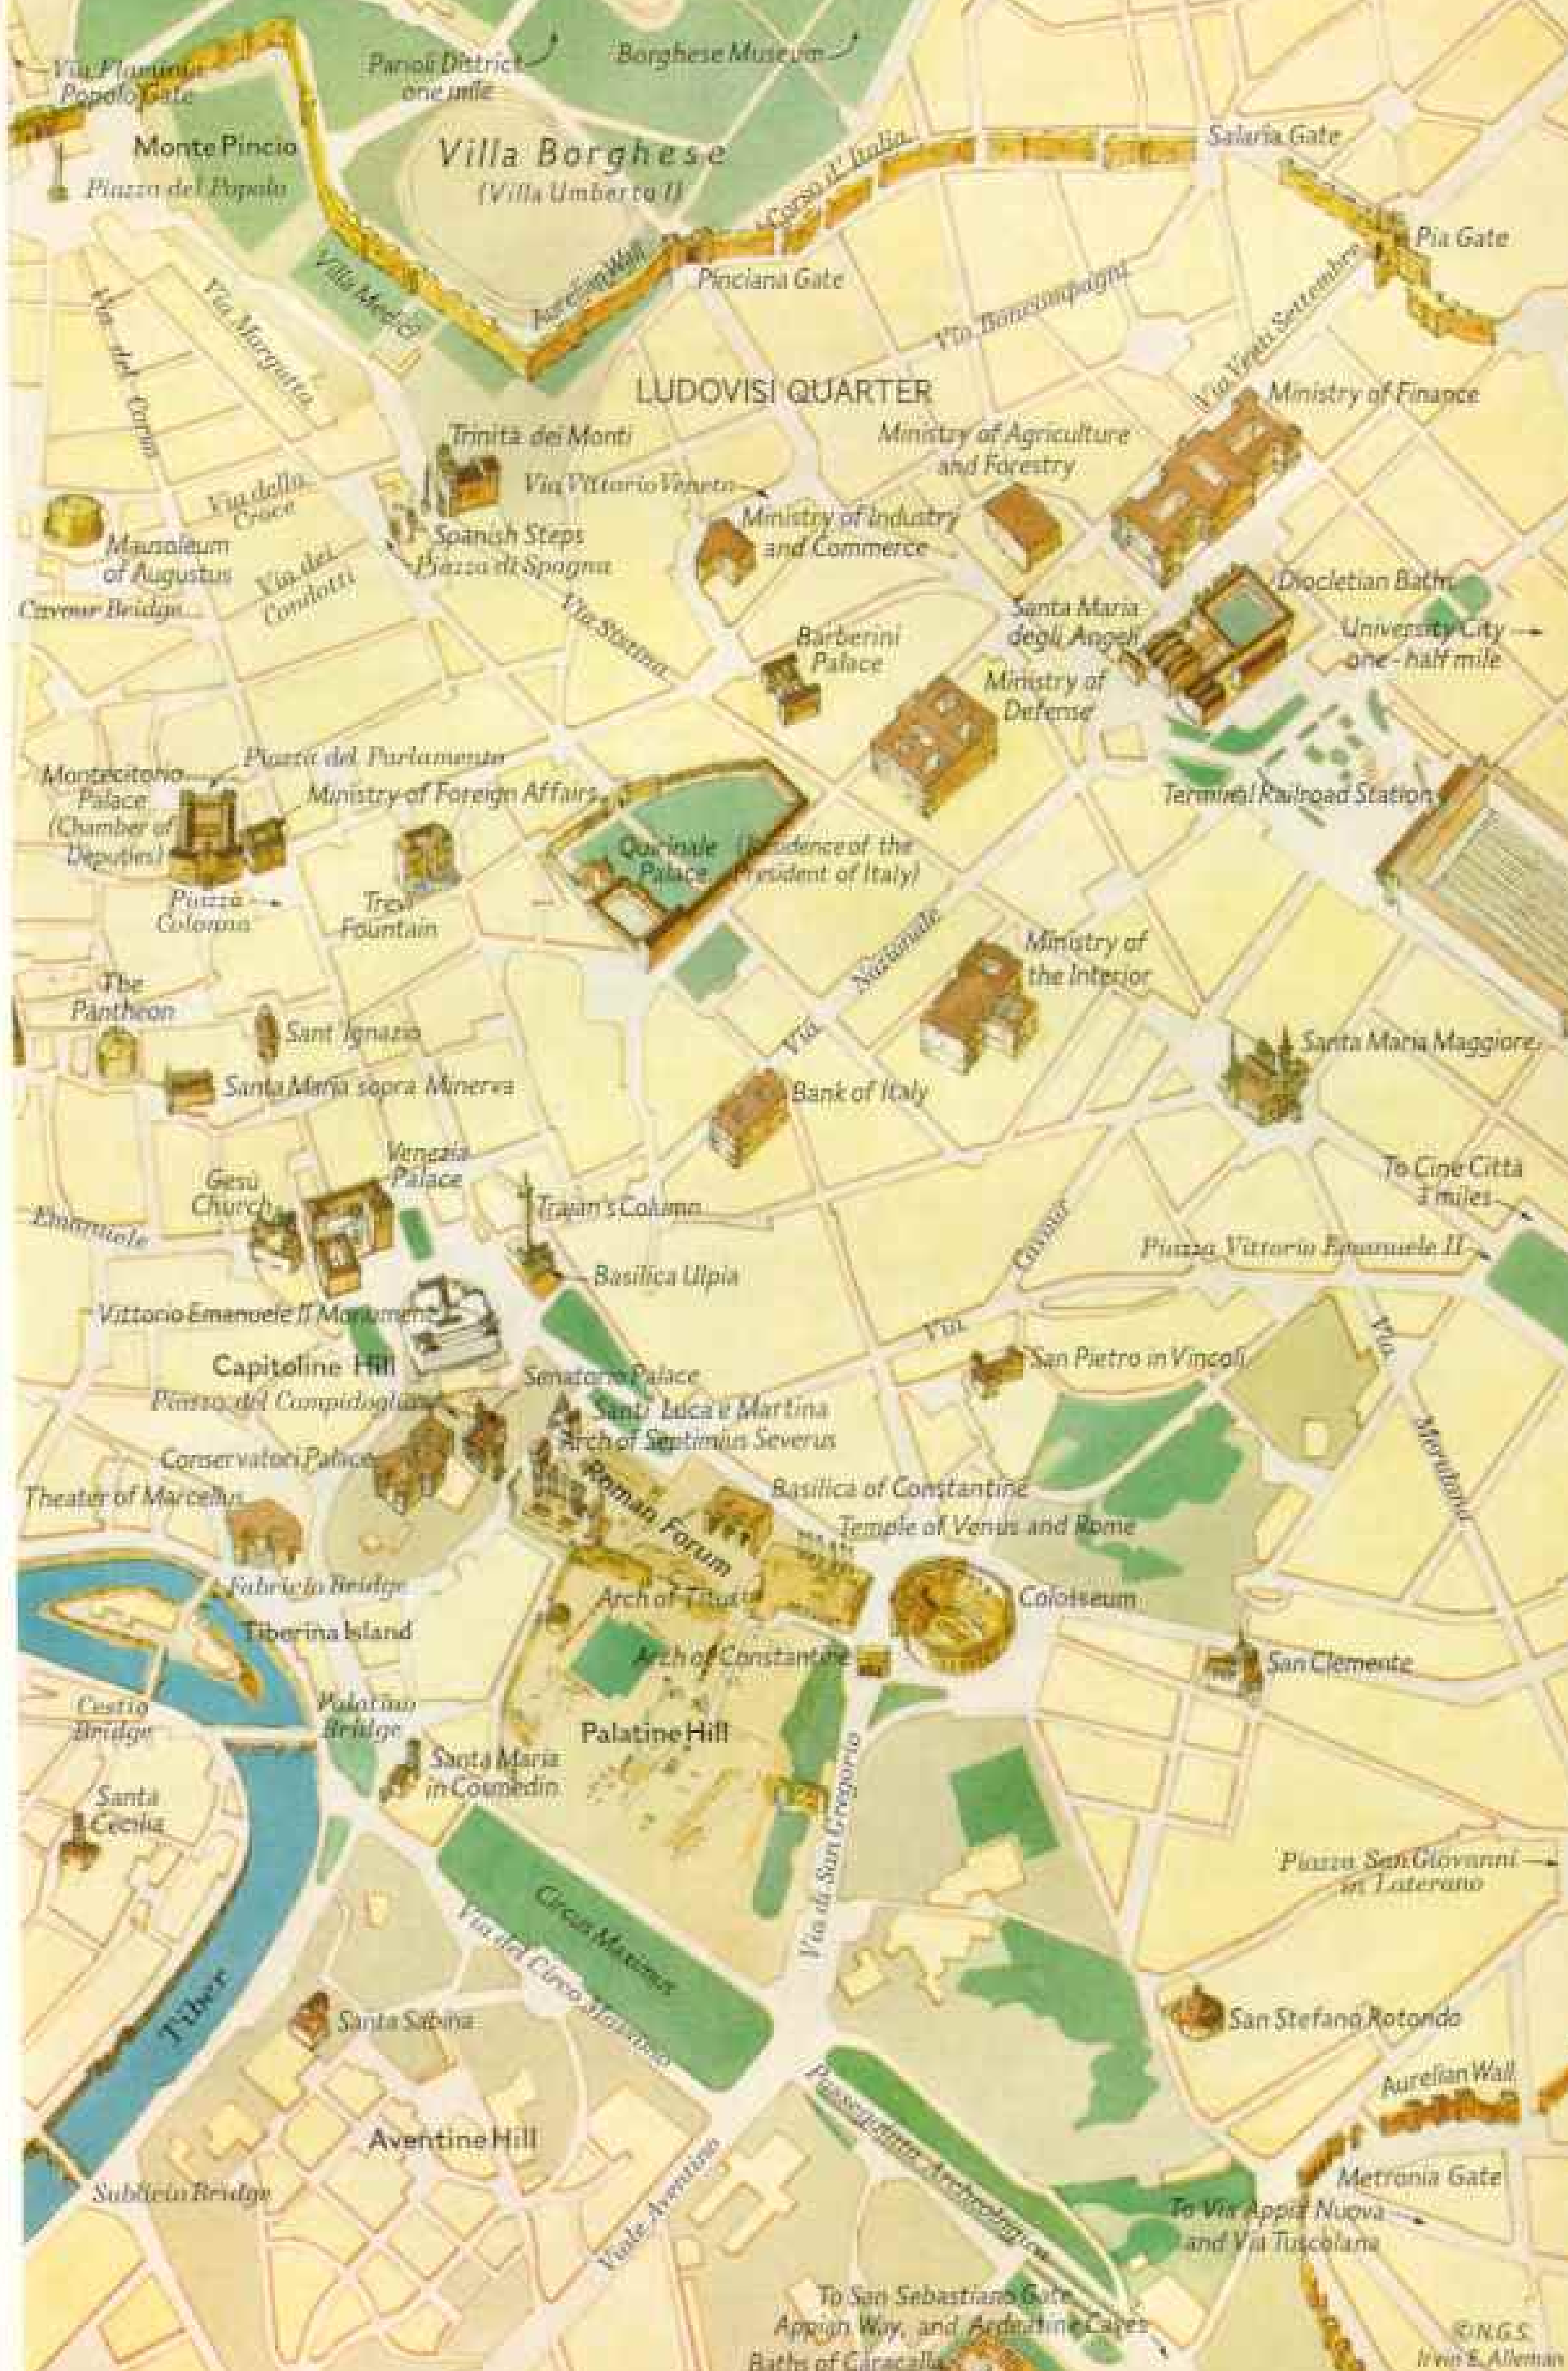 Via Flaminia
Popolo Gate
Parioli District
one mile
Borghese Museum
Monte Pincio
Piazza del Popolo
Villa Borghese
(Villa Umberto I)
Corso d'Italia
Salaria Gate
Pia Gate
Villa Medici
Aurelian Wall
Pinciana Gate
Via del Corso
Via Margutta
Via Boncompagni
Via Venti Settembre
LUDOVISI QUARTER
Ministry of Finance
Trinità dei Monti
Ministry of Agriculture
and Forestry
Via Vittorio Veneto
Via della
Croce
Ministry of Industry
and Commerce
Spanish Steps
Piazza di Spagna
Mausoleum
of Augustus
Via dei
Condotti
Cavour Bridge
Via Sistina
Diocletian Baths
Santa Maria
degli Angeli
University City
one-half mile
Barberini
Palace
Ministry of
Defense
Piazza del Parlamento
Montecitorio
Palace
(Chamber of
Deputies)
Ministry of Foreign Affairs
Terminal Railroad Station
Quirinale
Palace
(Residence of the
President of Italy)
Piazza
Colonna
Trevi
Fountain
Via Nazionale
Ministry of
the Interior
The
Pantheon
Sant' Ignazio
Santa Maria Maggiore
Santa Maria sopra Minerva
Bank of Italy
Venezia
Palace
Gesù
Church
Emanuele
Trajan's Column
Basilica Ulpia
To Cine Città
3 miles
Piazza Vittorio Emanuele II
Via Cavour
Vittorio Emanuele II Monument
Capitoline Hill
Piazza del Campidoglio
Senatorio Palace
Santi Luca e Martina
Arch of Septimius Severus
San Pietro in Vincoli
Via Merulana
Conservatori Palace
Theater of Marcellus
Roman Forum
Basilica of Constantine
Temple of Venus and Rome
Fabricio Bridge
Tiberina Island
Arch of Titus
Colosseum
Arch of Constantine
San Clemente
Cestio
Bridge
Palatino
Bridge
Palatine Hill
Santa Maria
in Cosmedin
Santa
Cecilia
Via di San Gregorio
Piazza San Giovanni
in Laterano
Circus Maximus
Via del Circo Massimo
Tiber
Santa Sabina
San Stefano Rotondo
Aurelian Wall
Passeggiata Archeologica
Aventine Hill
Viale Aventino
Sublicio Bridge
Metronia Gate
To Via Appia Nuova
and Via Tuscolana
To San Sebastiano Gate
Appian Way, and Ardeatine Caves
Baths of Caracalla
© N.G.S.
Irvin E. Alleman